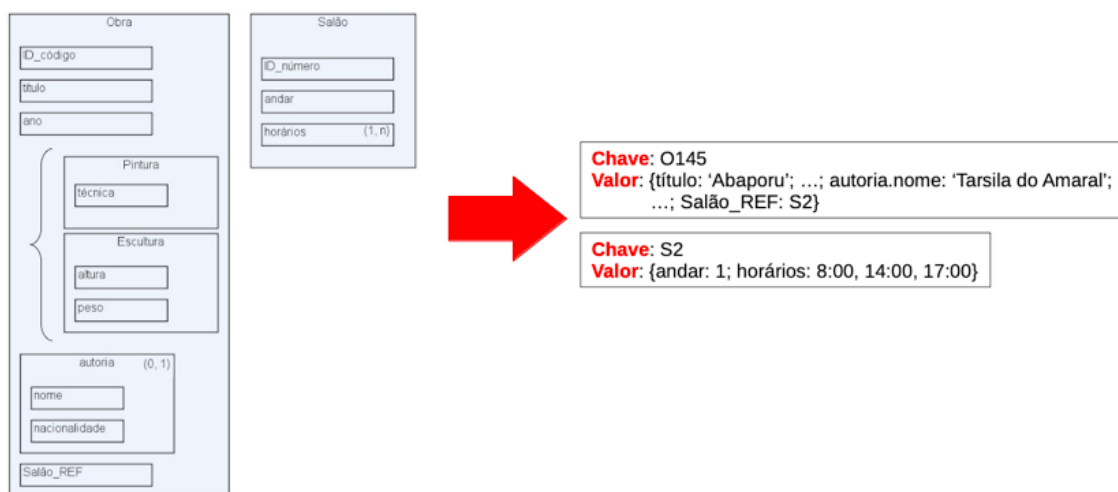 Obra
ID_código
título
ano
Pintura
técnica
Escultura
altura
peso
autoria (0, 1)
nome
nacionalidade
Salão_REF
Salão
ID_número
andar
horários (1, n)
Chave: O145
Valor: {título: ‘Abaporu’; ...; autoria.nome: ‘Tarsila do Amaral’;
...; Salão_REF: S2}
Chave: S2
Valor: {andar: 1; horários: 8:00, 14:00, 17:00}